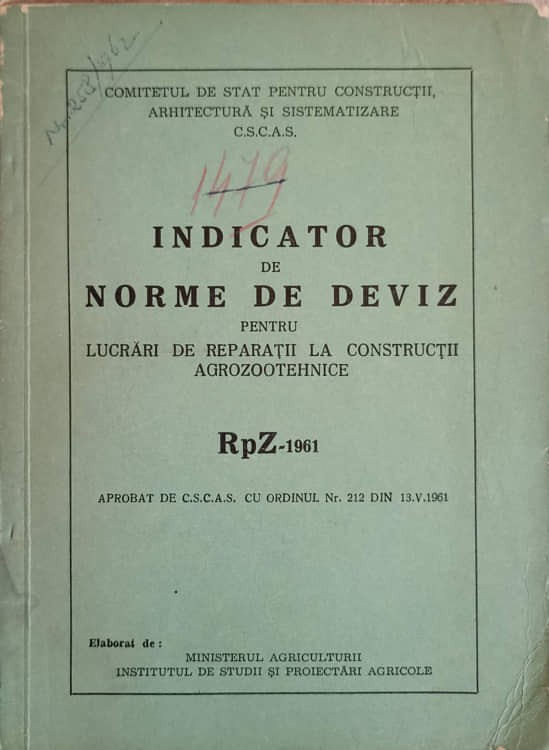 Nr. 258/1962
COMITETUL DE STAT PENTRU CONSTRUCȚII,
ARHITECTURĂ ȘI SISTEMATIZARE
C.S.C.A.S.
1479
INDICATOR
DE
NORME DE DEVIZ
PENTRU
LUCRĂRI DE REPARAȚII LA CONSTRUCȚII
AGROZOOTEHNICE
RpZ-1961
APROBAT DE C.S.C.A.S. CU ORDINUL Nr. 212 DIN 13.V.1961
Elaborat de :
MINISTERUL AGRICULTURII
INSTITUTUL DE STUDII ȘI PROIECTĂRI AGRICOLE